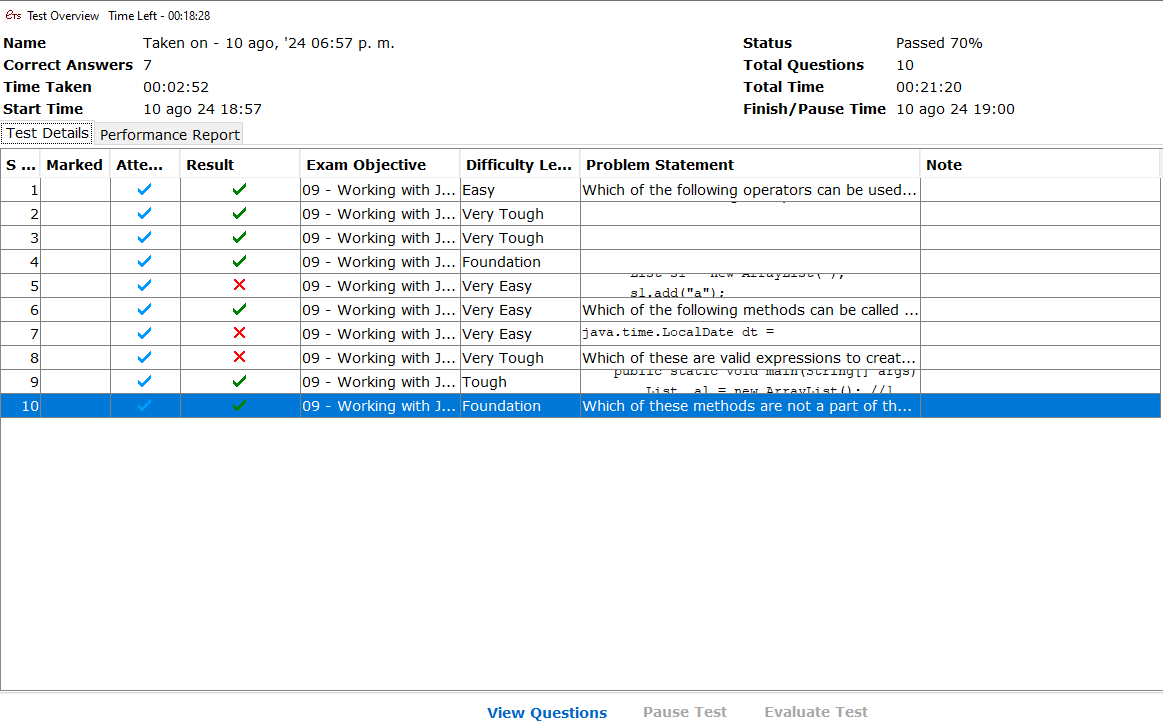 ETS Test Overview Time Left - 00:18:28
Name Taken on - 10 ago, '24 06:57 p. m. Status Passed 70%
Correct Answers 7 Total Questions 10
Time Taken 00:02:52 Total Time 00:21:20
Start Time 10 ago 24 18:57 Finish/Pause Time 10 ago 24 19:00
Test Details Performance Report
S ... Marked Atte... Result Exam Objective Difficulty Le... Problem Statement Note
1 09 - Working with J... Easy Which of the following operators can be used...
2 09 - Working with J... Very Tough
3 09 - Working with J... Very Tough
4 09 - Working with J... Foundation
List sl = new ArrayList( );
5 09 - Working with J... Very Easy sl.add("a");
6 09 - Working with J... Very Easy Which of the following methods can be called ...
7 09 - Working with J... Very Easy java.time.LocalDate dt =
8 09 - Working with J... Very Tough Which of these are valid expressions to creat...
public static void main(String[] args)
9 09 - Working with J... Tough List al = new ArrayList(); //1
10 09 - Working with J... Foundation Which of these methods are not a part of th...
View Questions Pause Test Evaluate Test